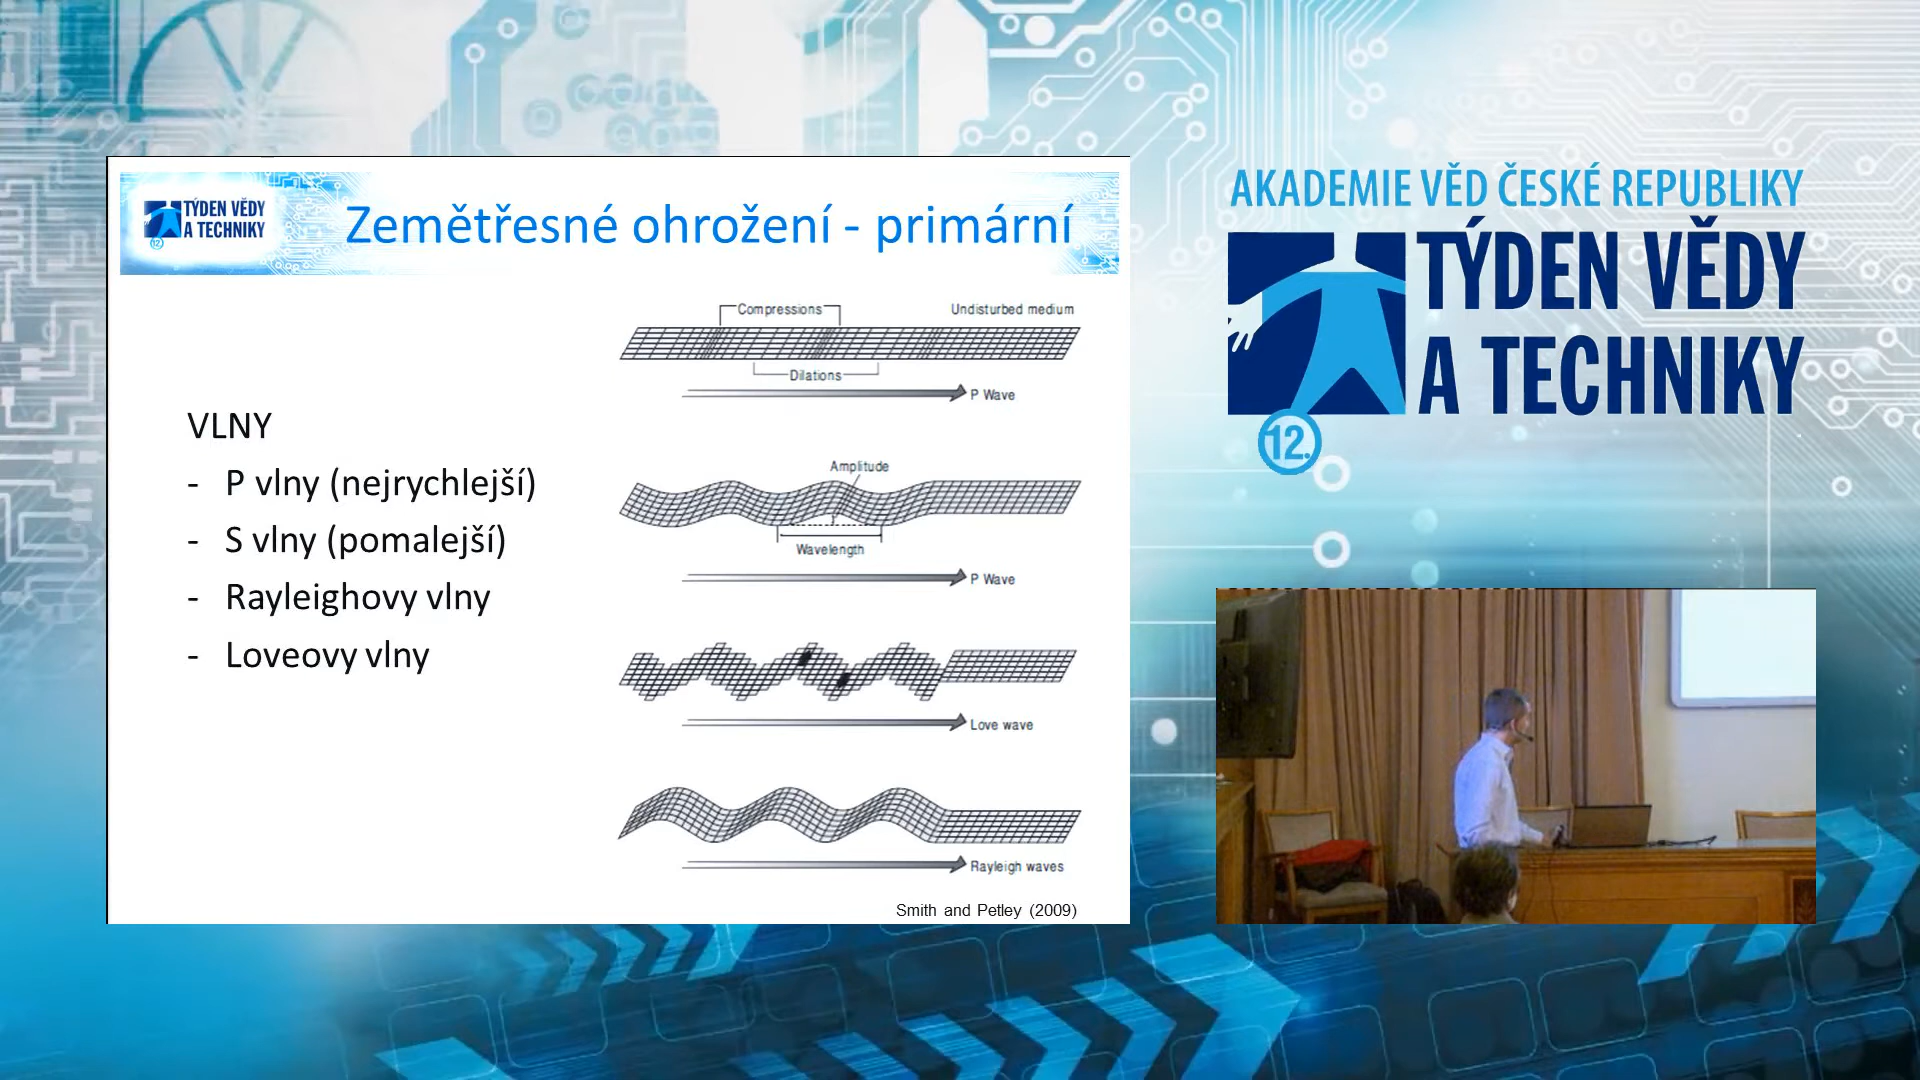 TÝDEN VĚDY
A TECHNIKY
12.
Zemětřesné ohrožení - primární
VLNY
- P vlny (nejrychlejší)
- S vlny (pomalejší)
- Rayleighovy vlny
- Loveovy vlny
Compressions
Undisturbed medium
Dilations
P Wave
Amplitude
Wavelength
P Wave
Love wave
Rayleigh waves
Smith and Petley (2009)
AKADEMIE VĚD ČESKÉ REPUBLIKY
TÝDEN VĚDY
A TECHNIKY
12.